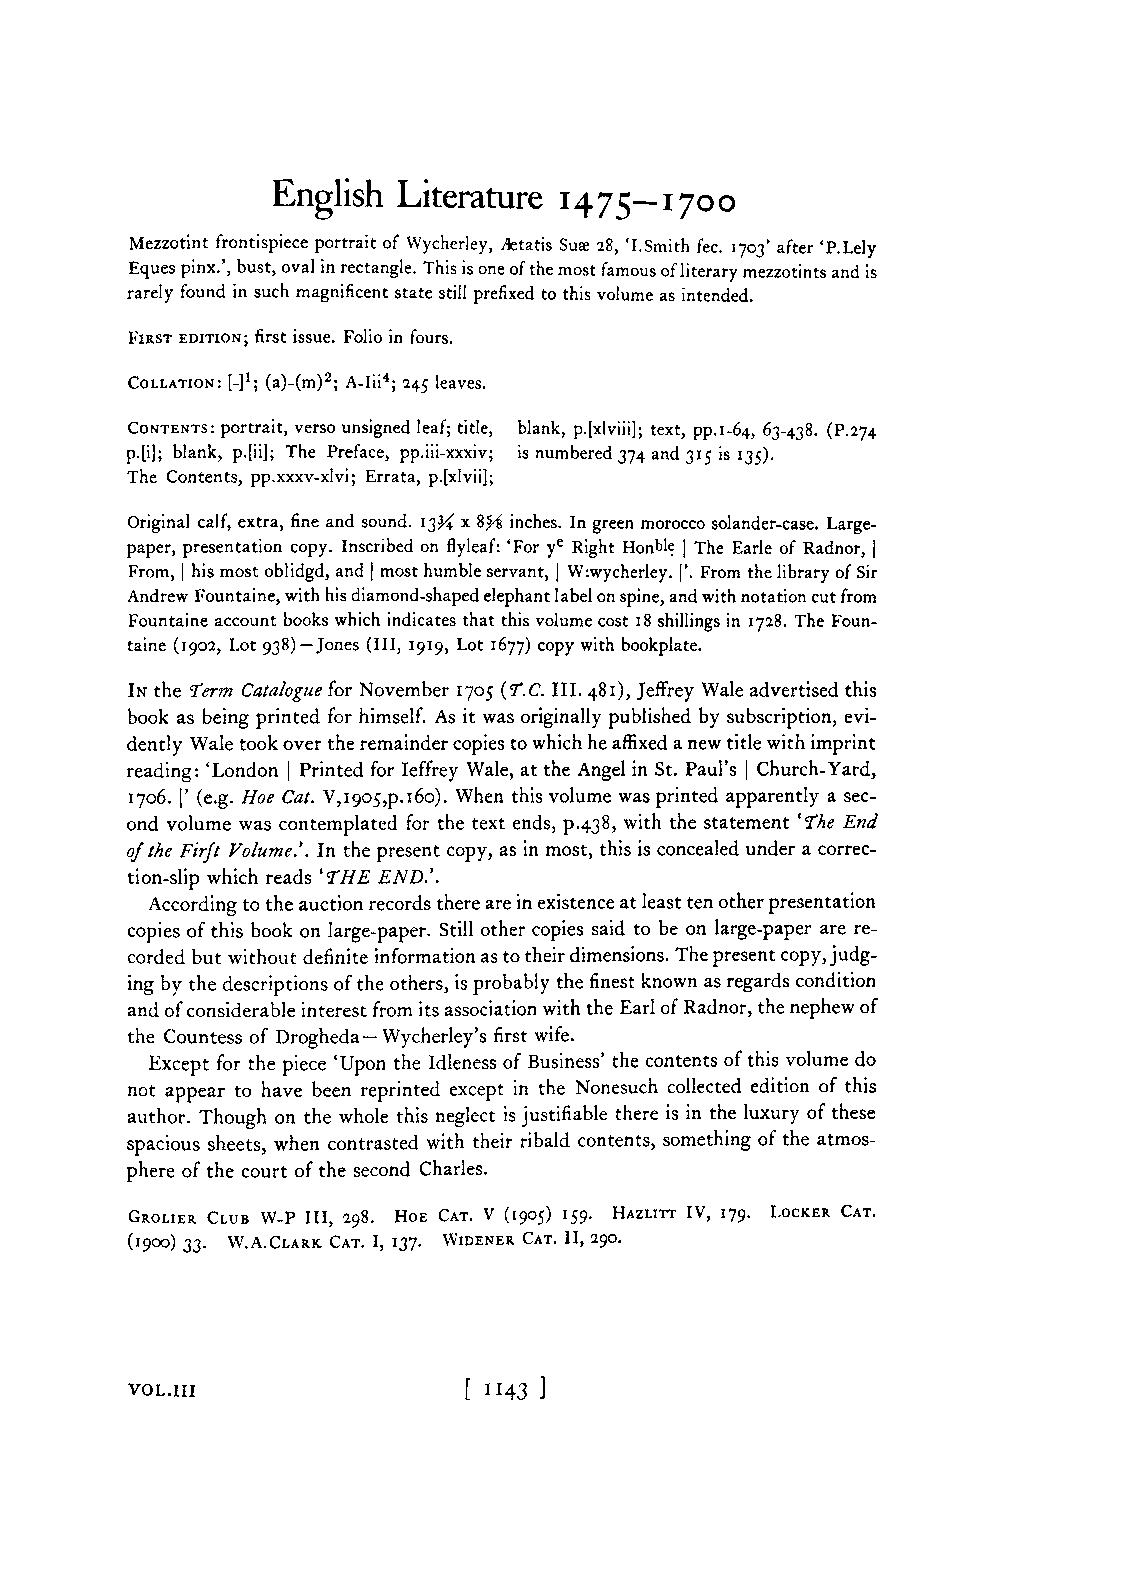 English Literature 1475–1700
Mezzotint frontispiece portrait of Wycherley, Ætatis Suæ 28, ‘I.Smith fec. 1703’ after ‘P.Lely
Eques pinx.’, bust, oval in rectangle. This is one of the most famous of literary mezzotints and is
rarely found in such magnificent state still prefixed to this volume as intended.
FIRST EDITION; first issue. Folio in fours.
COLLATION: [-]¹; (a)-(m)²; A-Iii⁴; 245 leaves.
CONTENTS: portrait, verso unsigned leaf; title,
p.[i]; blank, p.[ii]; The Preface, pp.iii-xxxiv;
The Contents, pp.xxxv-xlvi; Errata, p.[xlvii];
blank, p.[xlviii]; text, pp.1-64, 63-438. (P.274
is numbered 374 and 315 is 135).
Original calf, extra, fine and sound. 13¾ x 8⅝ inches. In green morocco solander-case. Large-
paper, presentation copy. Inscribed on flyleaf: ‘For yᵉ Right Honble | The Earle of Radnor, |
From, | his most oblidgd, and | most humble servant, | W:wycherley. |’. From the library of Sir
Andrew Fountaine, with his diamond-shaped elephant label on spine, and with notation cut from
Fountaine account books which indicates that this volume cost 18 shillings in 1728. The Foun-
taine (1902, Lot 938)—Jones (III, 1919, Lot 1677) copy with bookplate.
IN the Term Catalogue for November 1705 (T.C. III. 481), Jeffrey Wale advertised this
book as being printed for himself. As it was originally published by subscription, evi-
dently Wale took over the remainder copies to which he affixed a new title with imprint
reading: ‘London | Printed for Ieffrey Wale, at the Angel in St. Paul's | Church-Yard,
1706. |’ (e.g. Hoe Cat. V,1905,p.160). When this volume was printed apparently a sec-
ond volume was contemplated for the text ends, p.438, with the statement ‘The End
of the Firſt Volume.’. In the present copy, as in most, this is concealed under a correc-
tion-slip which reads ‘THE END.’.
According to the auction records there are in existence at least ten other presentation
copies of this book on large-paper. Still other copies said to be on large-paper are re-
corded but without definite information as to their dimensions. The present copy, judg-
ing by the descriptions of the others, is probably the finest known as regards condition
and of considerable interest from its association with the Earl of Radnor, the nephew of
the Countess of Drogheda—Wycherley's first wife.
Except for the piece ‘Upon the Idleness of Business’ the contents of this volume do
not appear to have been reprinted except in the Nonesuch collected edition of this
author. Though on the whole this neglect is justifiable there is in the luxury of these
spacious sheets, when contrasted with their ribald contents, something of the atmos-
phere of the court of the second Charles.
GROLIER CLUB W-P III, 298. HOE CAT. V (1905) 159. HAZLITT IV, 179. LOCKER CAT.
(1900) 33. W.A.CLARK CAT. I, 137. WIDENER CAT. II, 290.
VOL.III [ 1143 ]